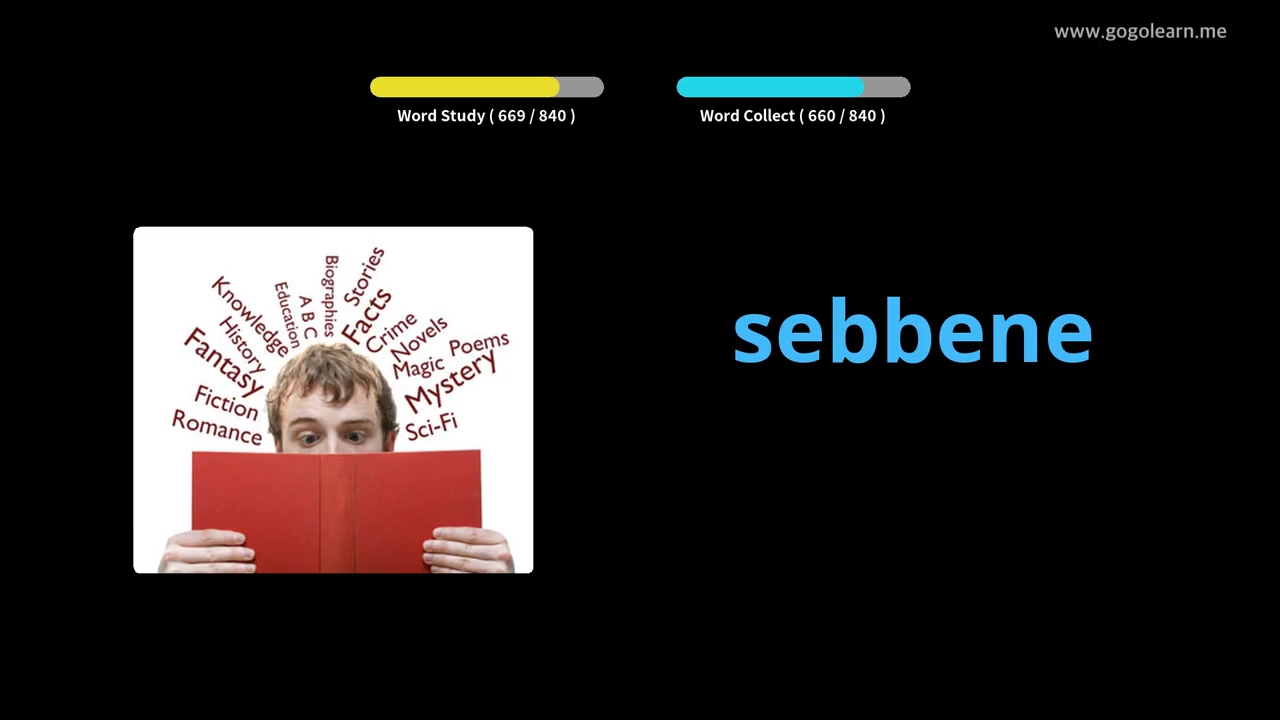 www.gogolearn.me
Word Study ( 669 / 840 )
Word Collect ( 660 / 840 )
Biographies
Stories
Education
A B C
Facts
Knowledge
Crime
History
Novels
Fantasy
Magic
Poems
Mystery
Fiction
Romance
Sci-Fi
sebbene